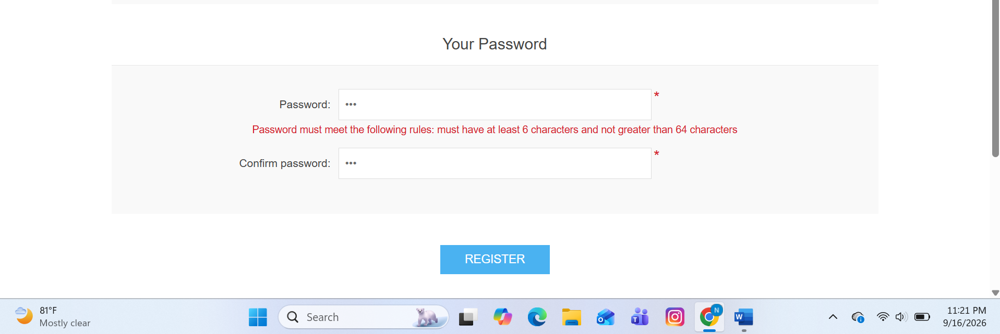 Your Password
Password: ••• *
Password must meet the following rules: must have at least 6 characters and not greater than 64 characters
Confirm password: ••• *
REGISTER
81°F
Mostly clear
Search
N
O
T
W
11:21 PM
9/16/2026